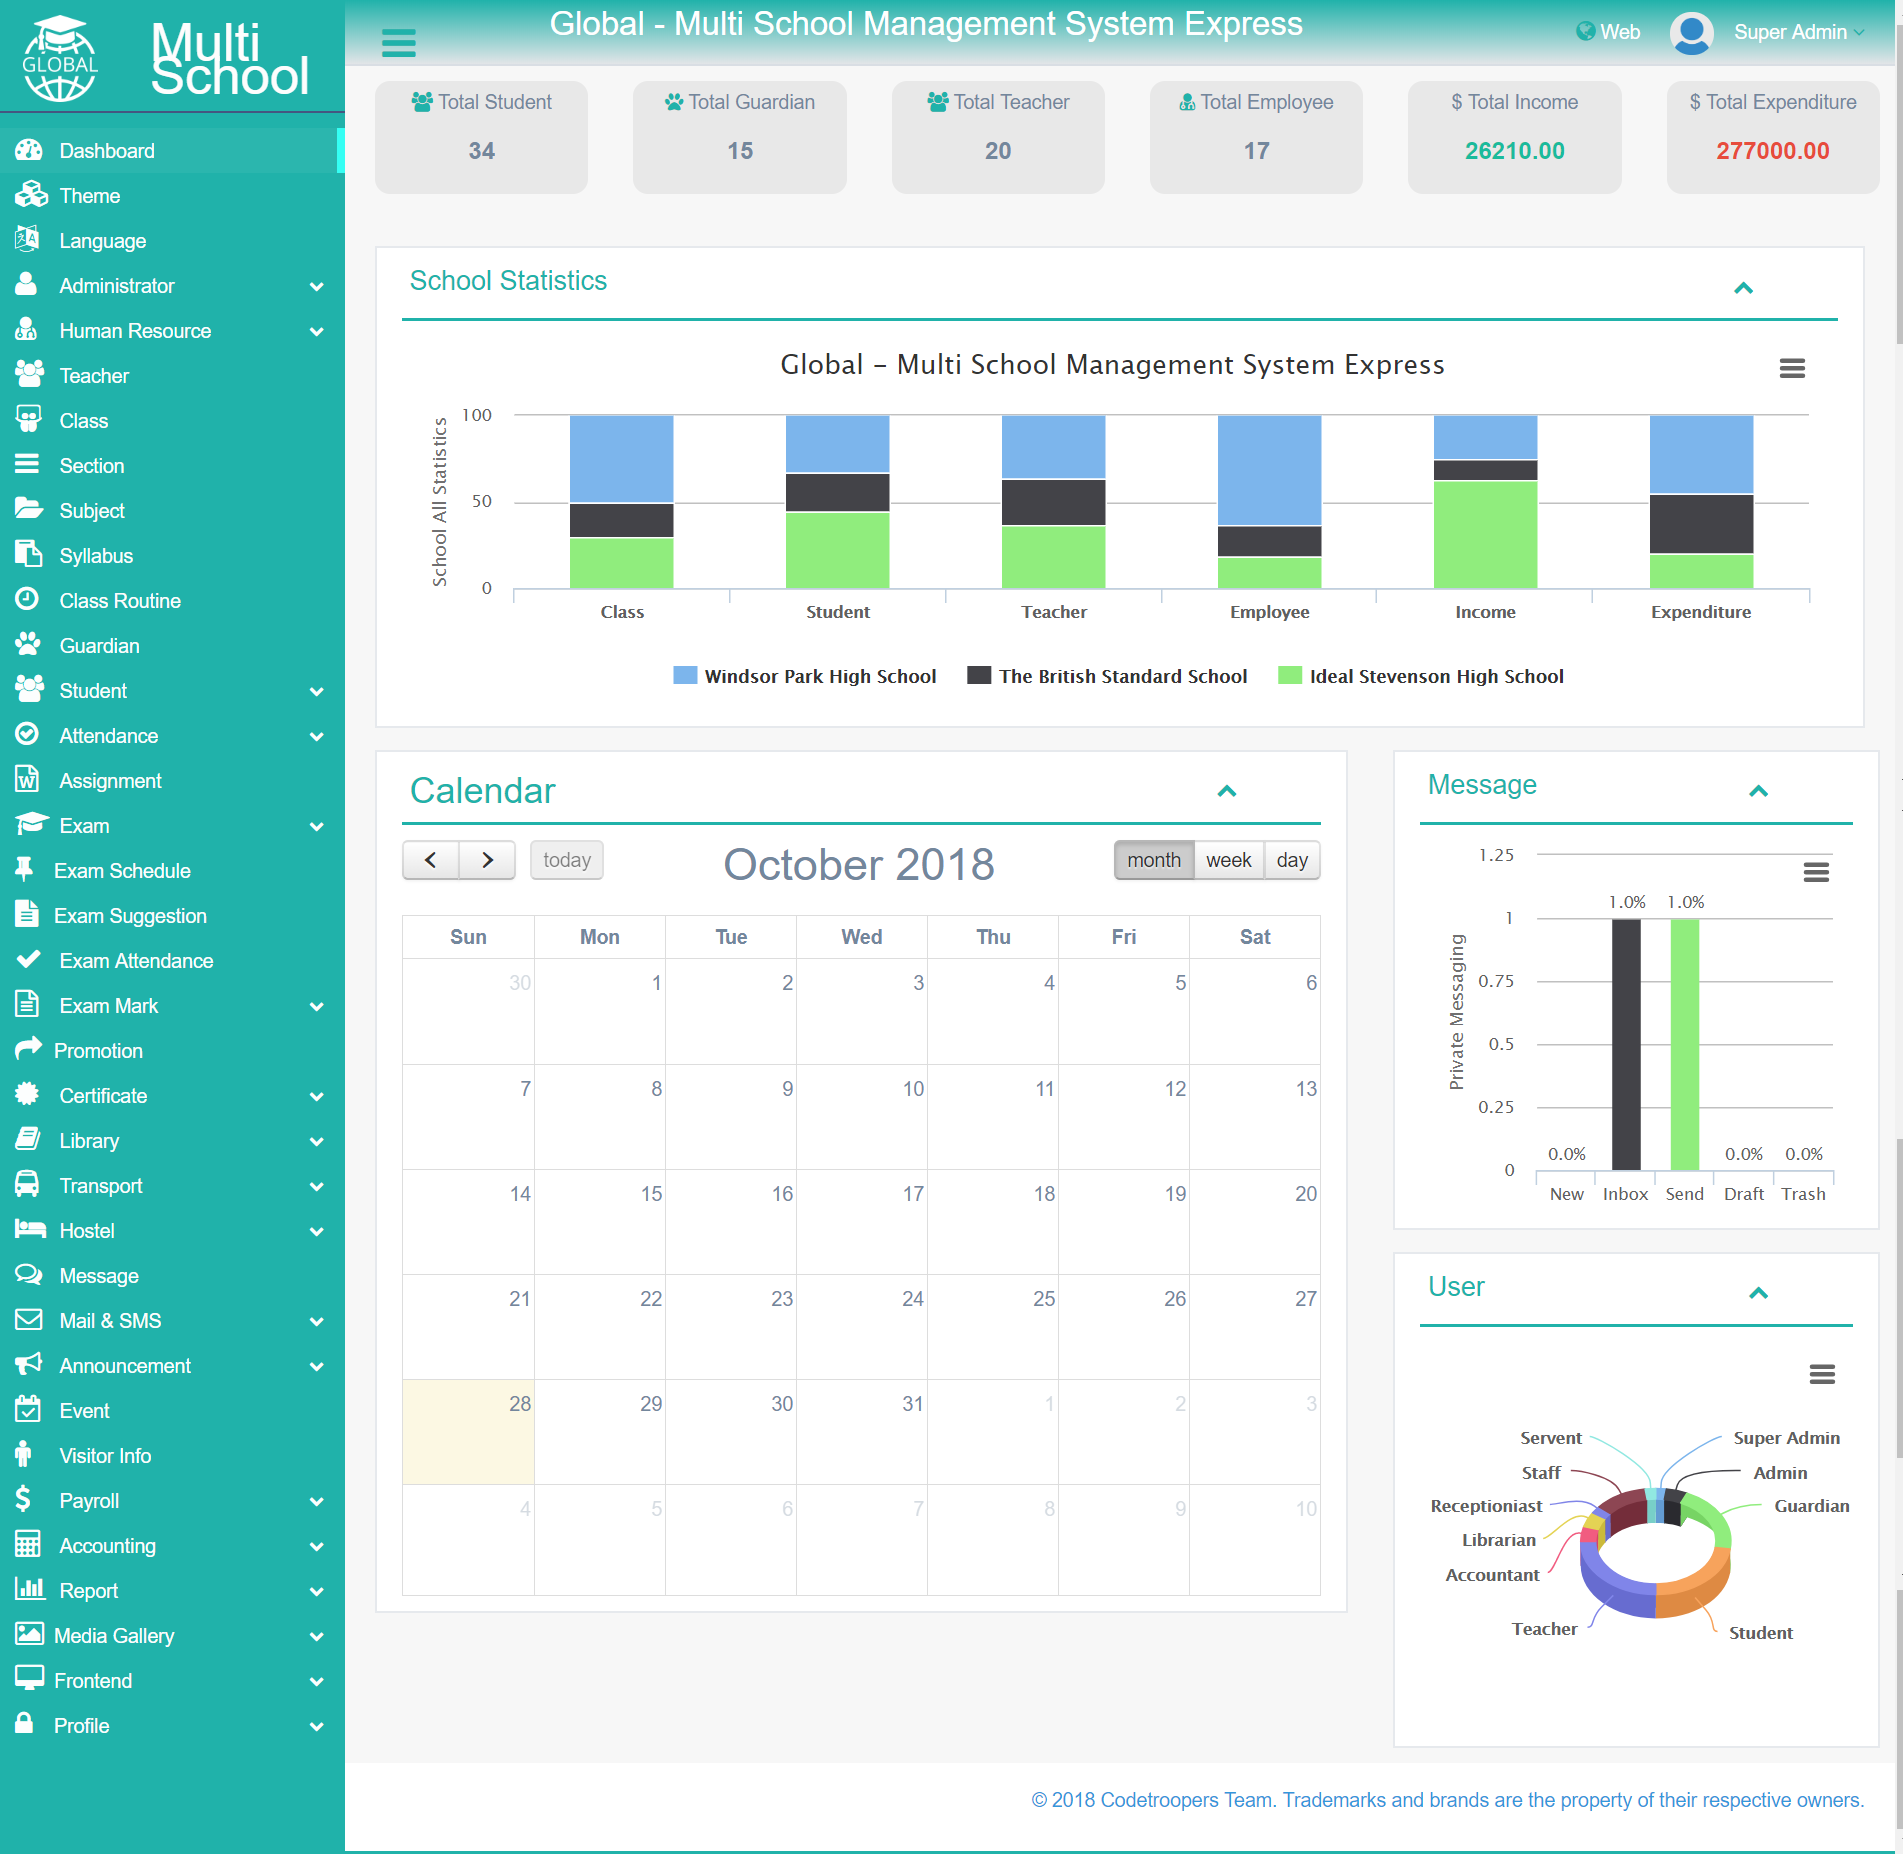 GLOBAL
Multi
School
Global - Multi School Management System Express
Web
Super Admin
Total Student
34
Total Guardian
15
Total Teacher
20
Total Employee
17
$ Total Income
26210.00
$ Total Expenditure
277000.00
Dashboard
Theme
Language
Administrator
Human Resource
Teacher
Class
Section
Subject
Syllabus
Class Routine
Guardian
Student
Attendance
Assignment
Exam
Exam Schedule
Exam Suggestion
Exam Attendance
Exam Mark
Promotion
Certificate
Library
Transport
Hostel
Message
Mail & SMS
Announcement
Event
Visitor Info
Payroll
Accounting
Report
Media Gallery
Frontend
Profile
School Statistics
Global – Multi School Management System Express
School All Statistics
100
50
0
Class Student Teacher Employee Income Expenditure
Windsor Park High School The British Standard School Ideal Stevenson High School
Calendar
today
October 2018
month week day
Sun Mon Tue Wed Thu Fri Sat
30 1 2 3 4 5 6
7 8 9 10 11 12 13
14 15 16 17 18 19 20
21 22 23 24 25 26 27
28 29 30 31 1 2 3
4 5 6 7 8 9 10
Message
Private Messaging
1.25
1
0.75
0.5
0.25
0
0.0% 1.0% 1.0% 0.0% 0.0%
New Inbox Send Draft Trash
User
Servent
Super Admin
Staff
Admin
Receptioniast
Guardian
Librarian
Accountant
Teacher
Student
© 2018 Codetroopers Team. Trademarks and brands are the property of their respective owners.